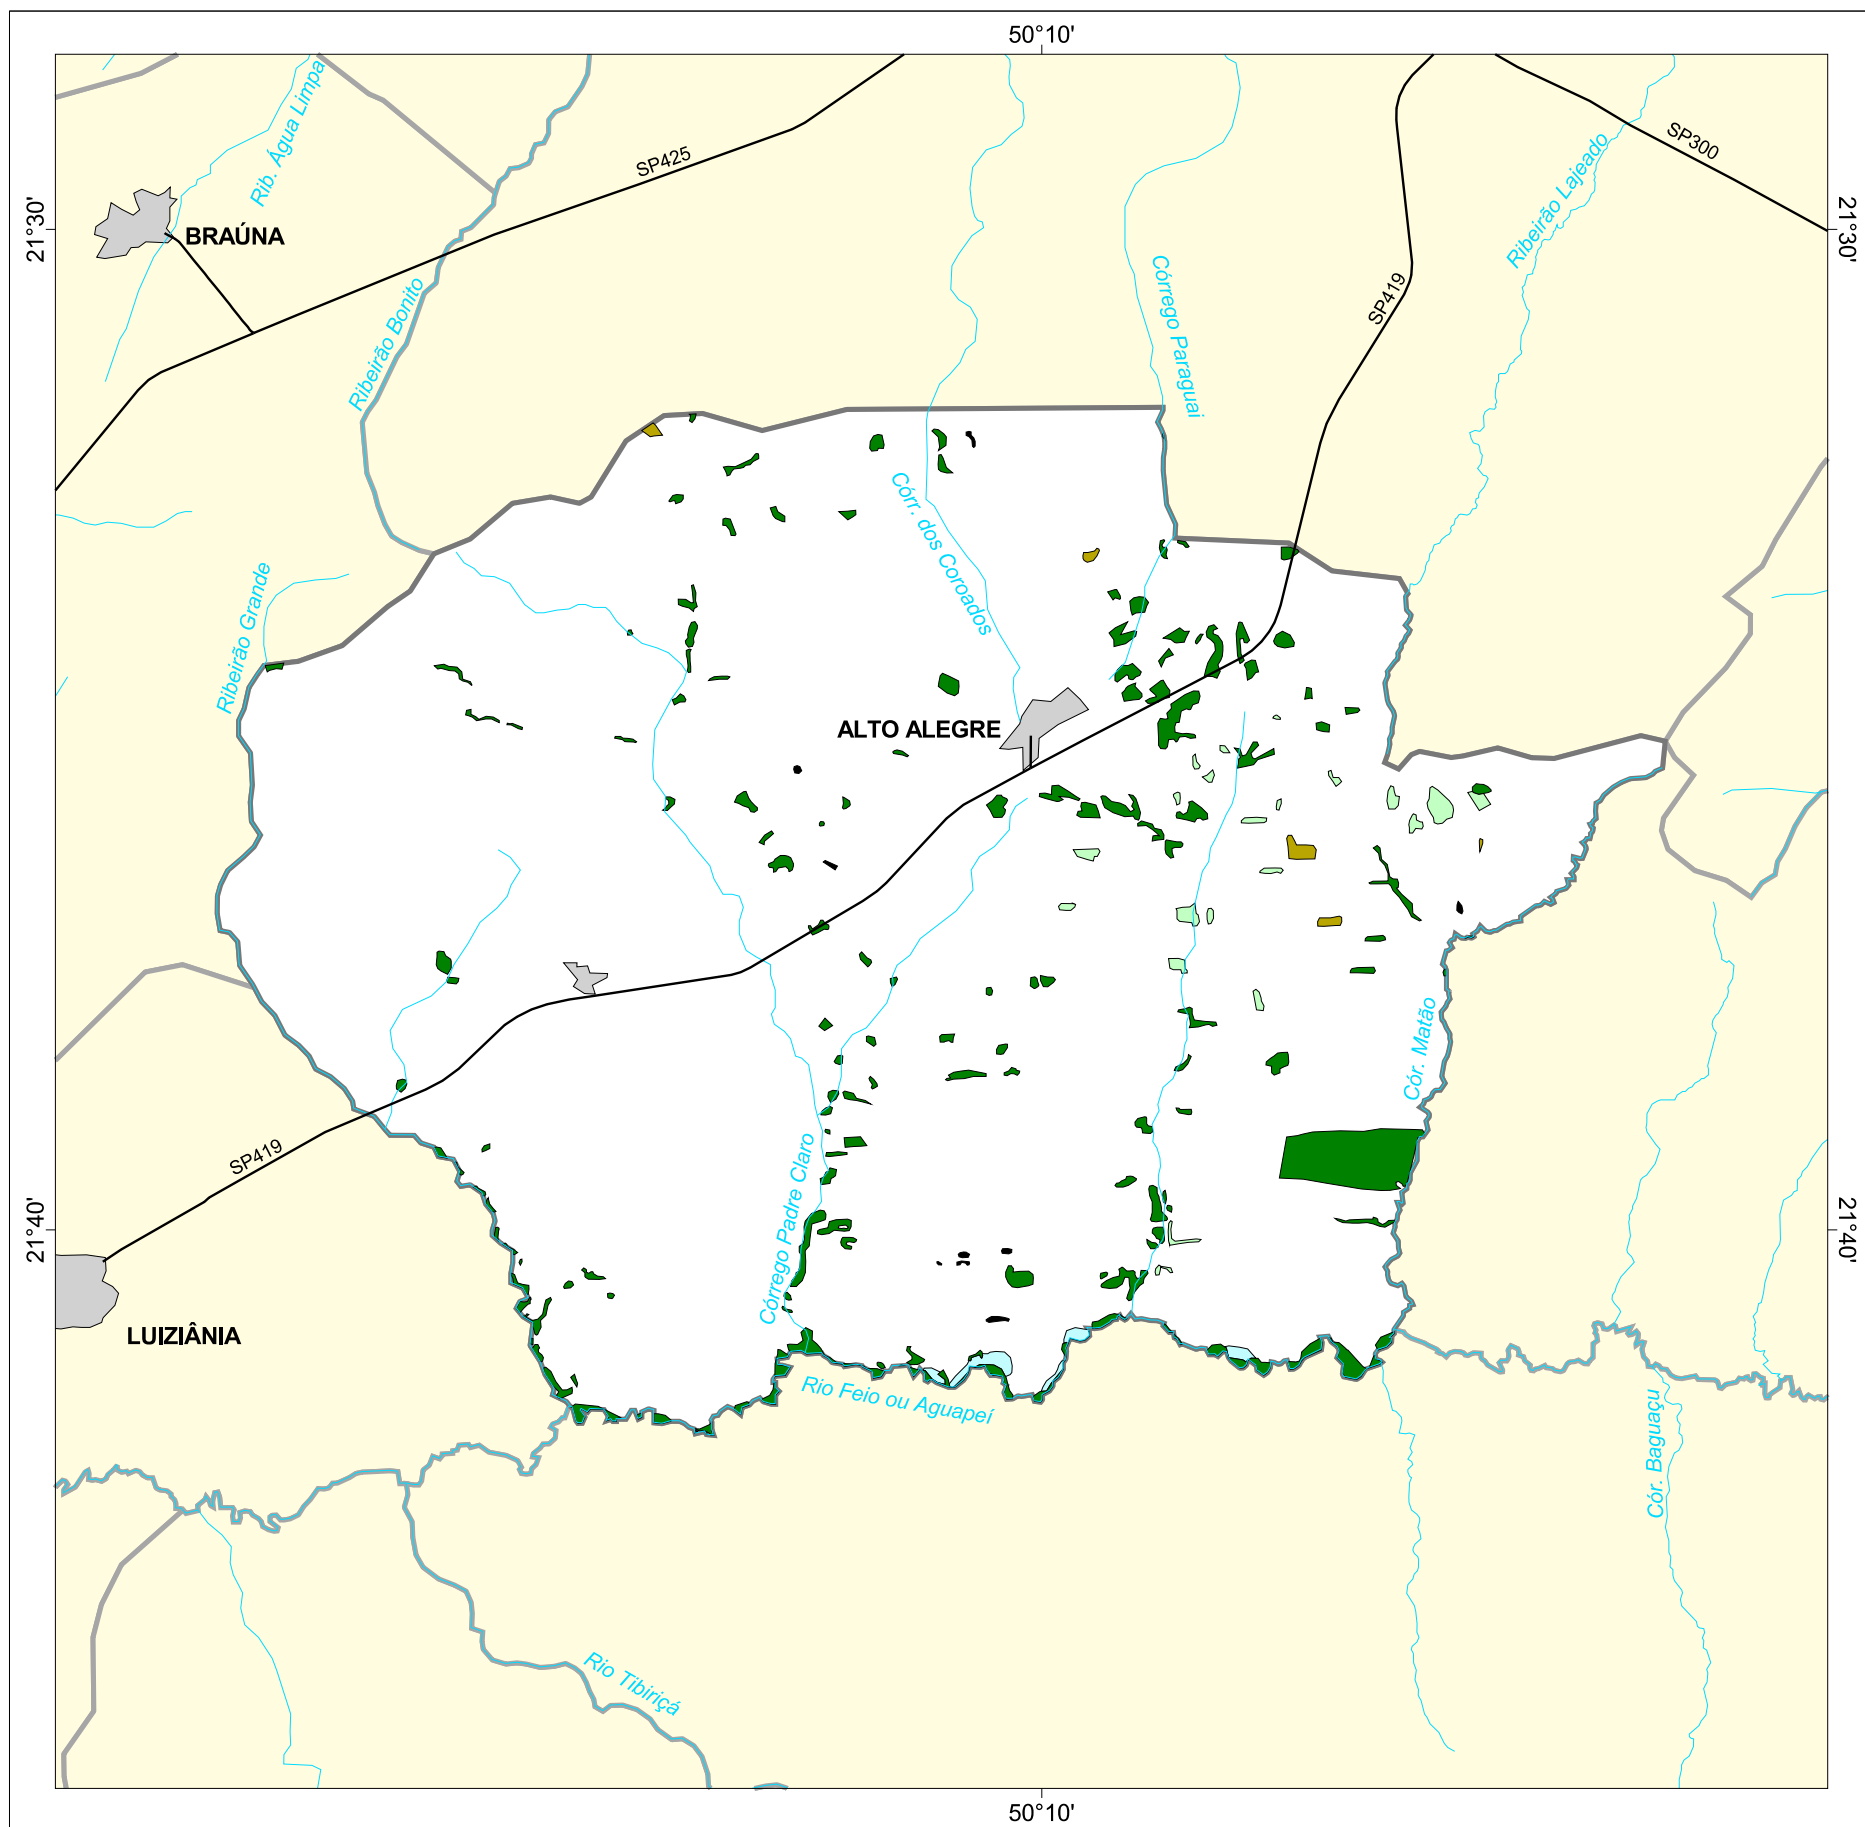 50°10'
Rib. Água Limpa
SP425
SP300
Ribeirão Lajeado
21°30'
BRAÚNA
21°30'
Ribeirão Bonito
Córrego Paraguai
SP419
Córr. dos Coroados
Ribeirão Grande
ALTO ALEGRE
Cór. Matão
SP419
Córrego Padre Claro
21°40'
21°40'
LUIZIÂNIA
Rio Feio ou Aguapeí
Cór. Baguaçu
Rio Tibiriçá
50°10'